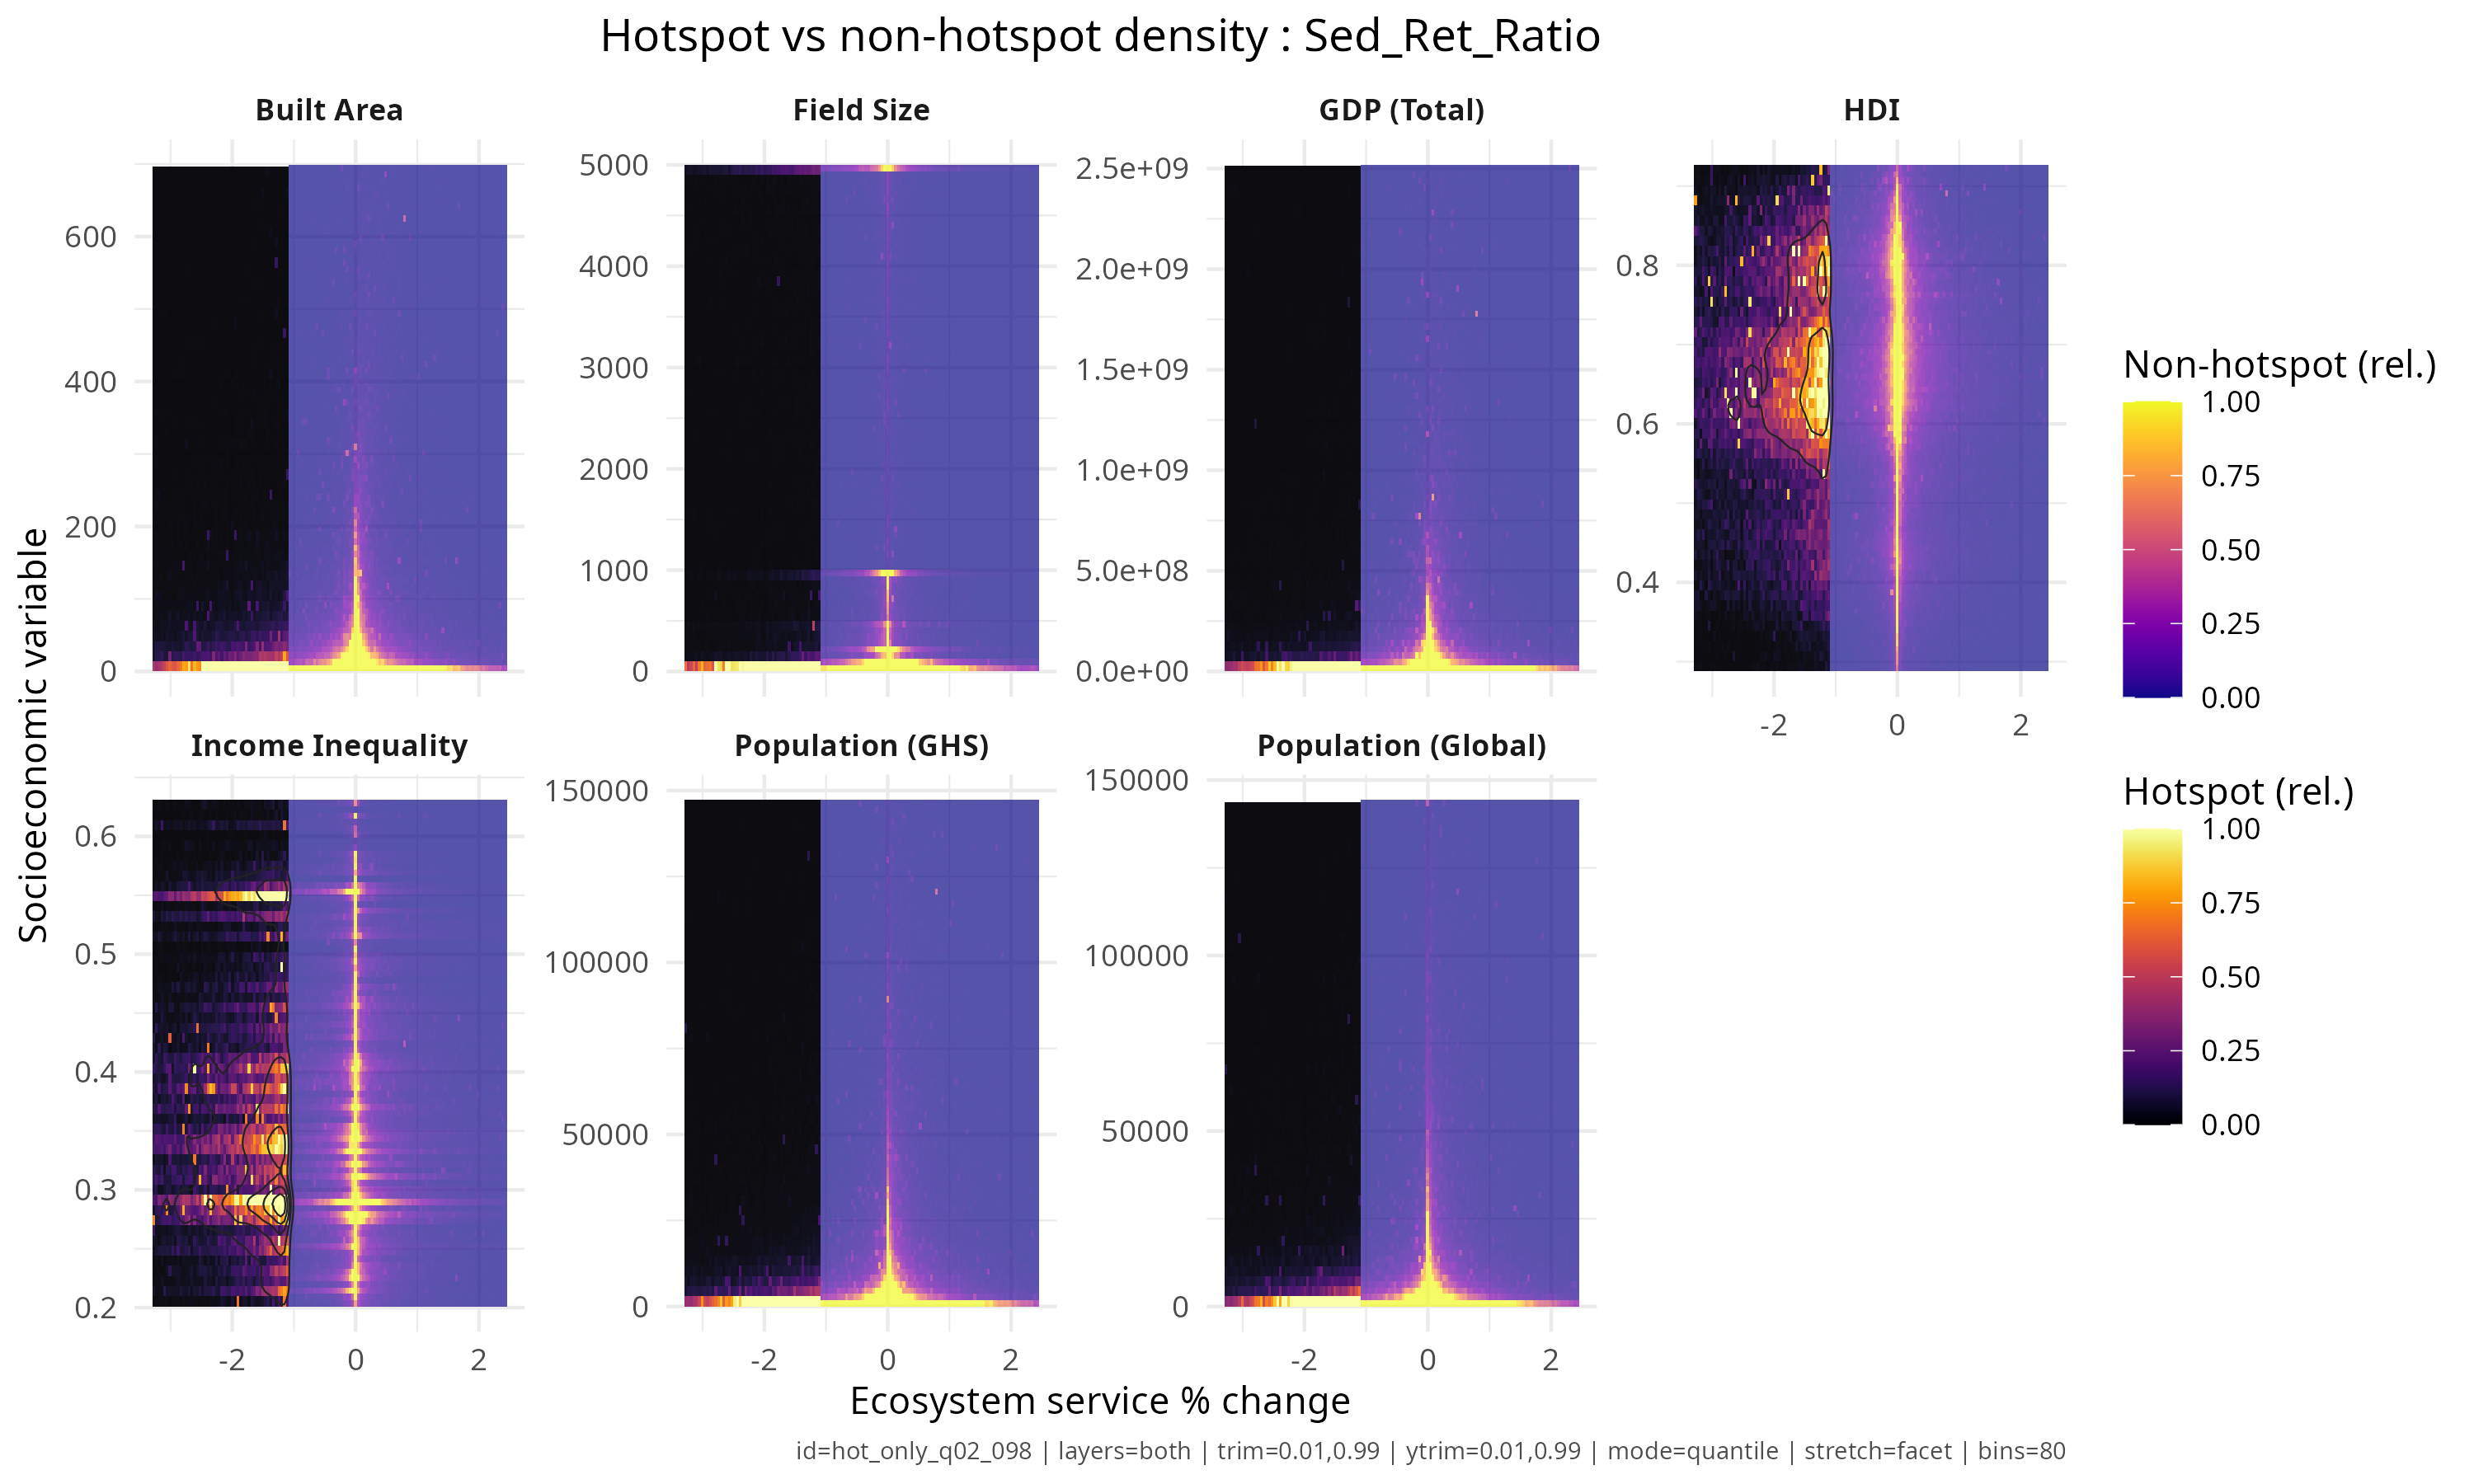 Hotspot vs non-hotspot density : Sed_Ret_Ratio
Built Area
Field Size
GDP (Total)
HDI
600
400
200
0
5000
4000
3000
2000
1000
0
2.5e+09
2.0e+09
1.5e+09
1.0e+09
5.0e+08
0.0e+00
0.8
0.6
0.4
-2 0 2
Socioeconomic variable
Income Inequality
Population (GHS)
Population (Global)
0.6
0.5
0.4
0.3
0.2
150000
100000
50000
0
150000
100000
50000
0
-2 0 2
-2 0 2
-2 0 2
Ecosystem service % change
Non-hotspot (rel.)
1.00
0.75
0.50
0.25
0.00
Hotspot (rel.)
1.00
0.75
0.50
0.25
0.00
id=hot_only_q02_098 | layers=both | trim=0.01,0.99 | ytrim=0.01,0.99 | mode=quantile | stretch=facet | bins=80